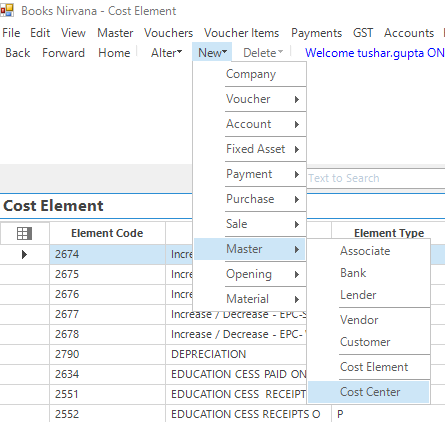 Books Nirvana - Cost Element
File Edit View Master Vouchers Voucher Items Payments GST Accounts
Back Forward Home Alter New Delete Welcome tushar.gupta ON
Company
Voucher
Account
Fixed Asset
Payment
Purchase
Sale
Master
Opening
Material
Associate
Bank
Lender
Vendor
Customer
Cost Element
Cost Center
Text to Search
Cost Element
Element Code Element Type
2674 Incre
2675 Incre
2676 Incre
2677 Increase / Decrease - EPC-S
2678 Increase / Decrease - EPC-
2790 DEPRECIATION
2634 EDUCATION CESS PAID ON
2551 EDUCATION CESS RECEIPTS
2552 EDUCATION CESS RECEIPTS O P